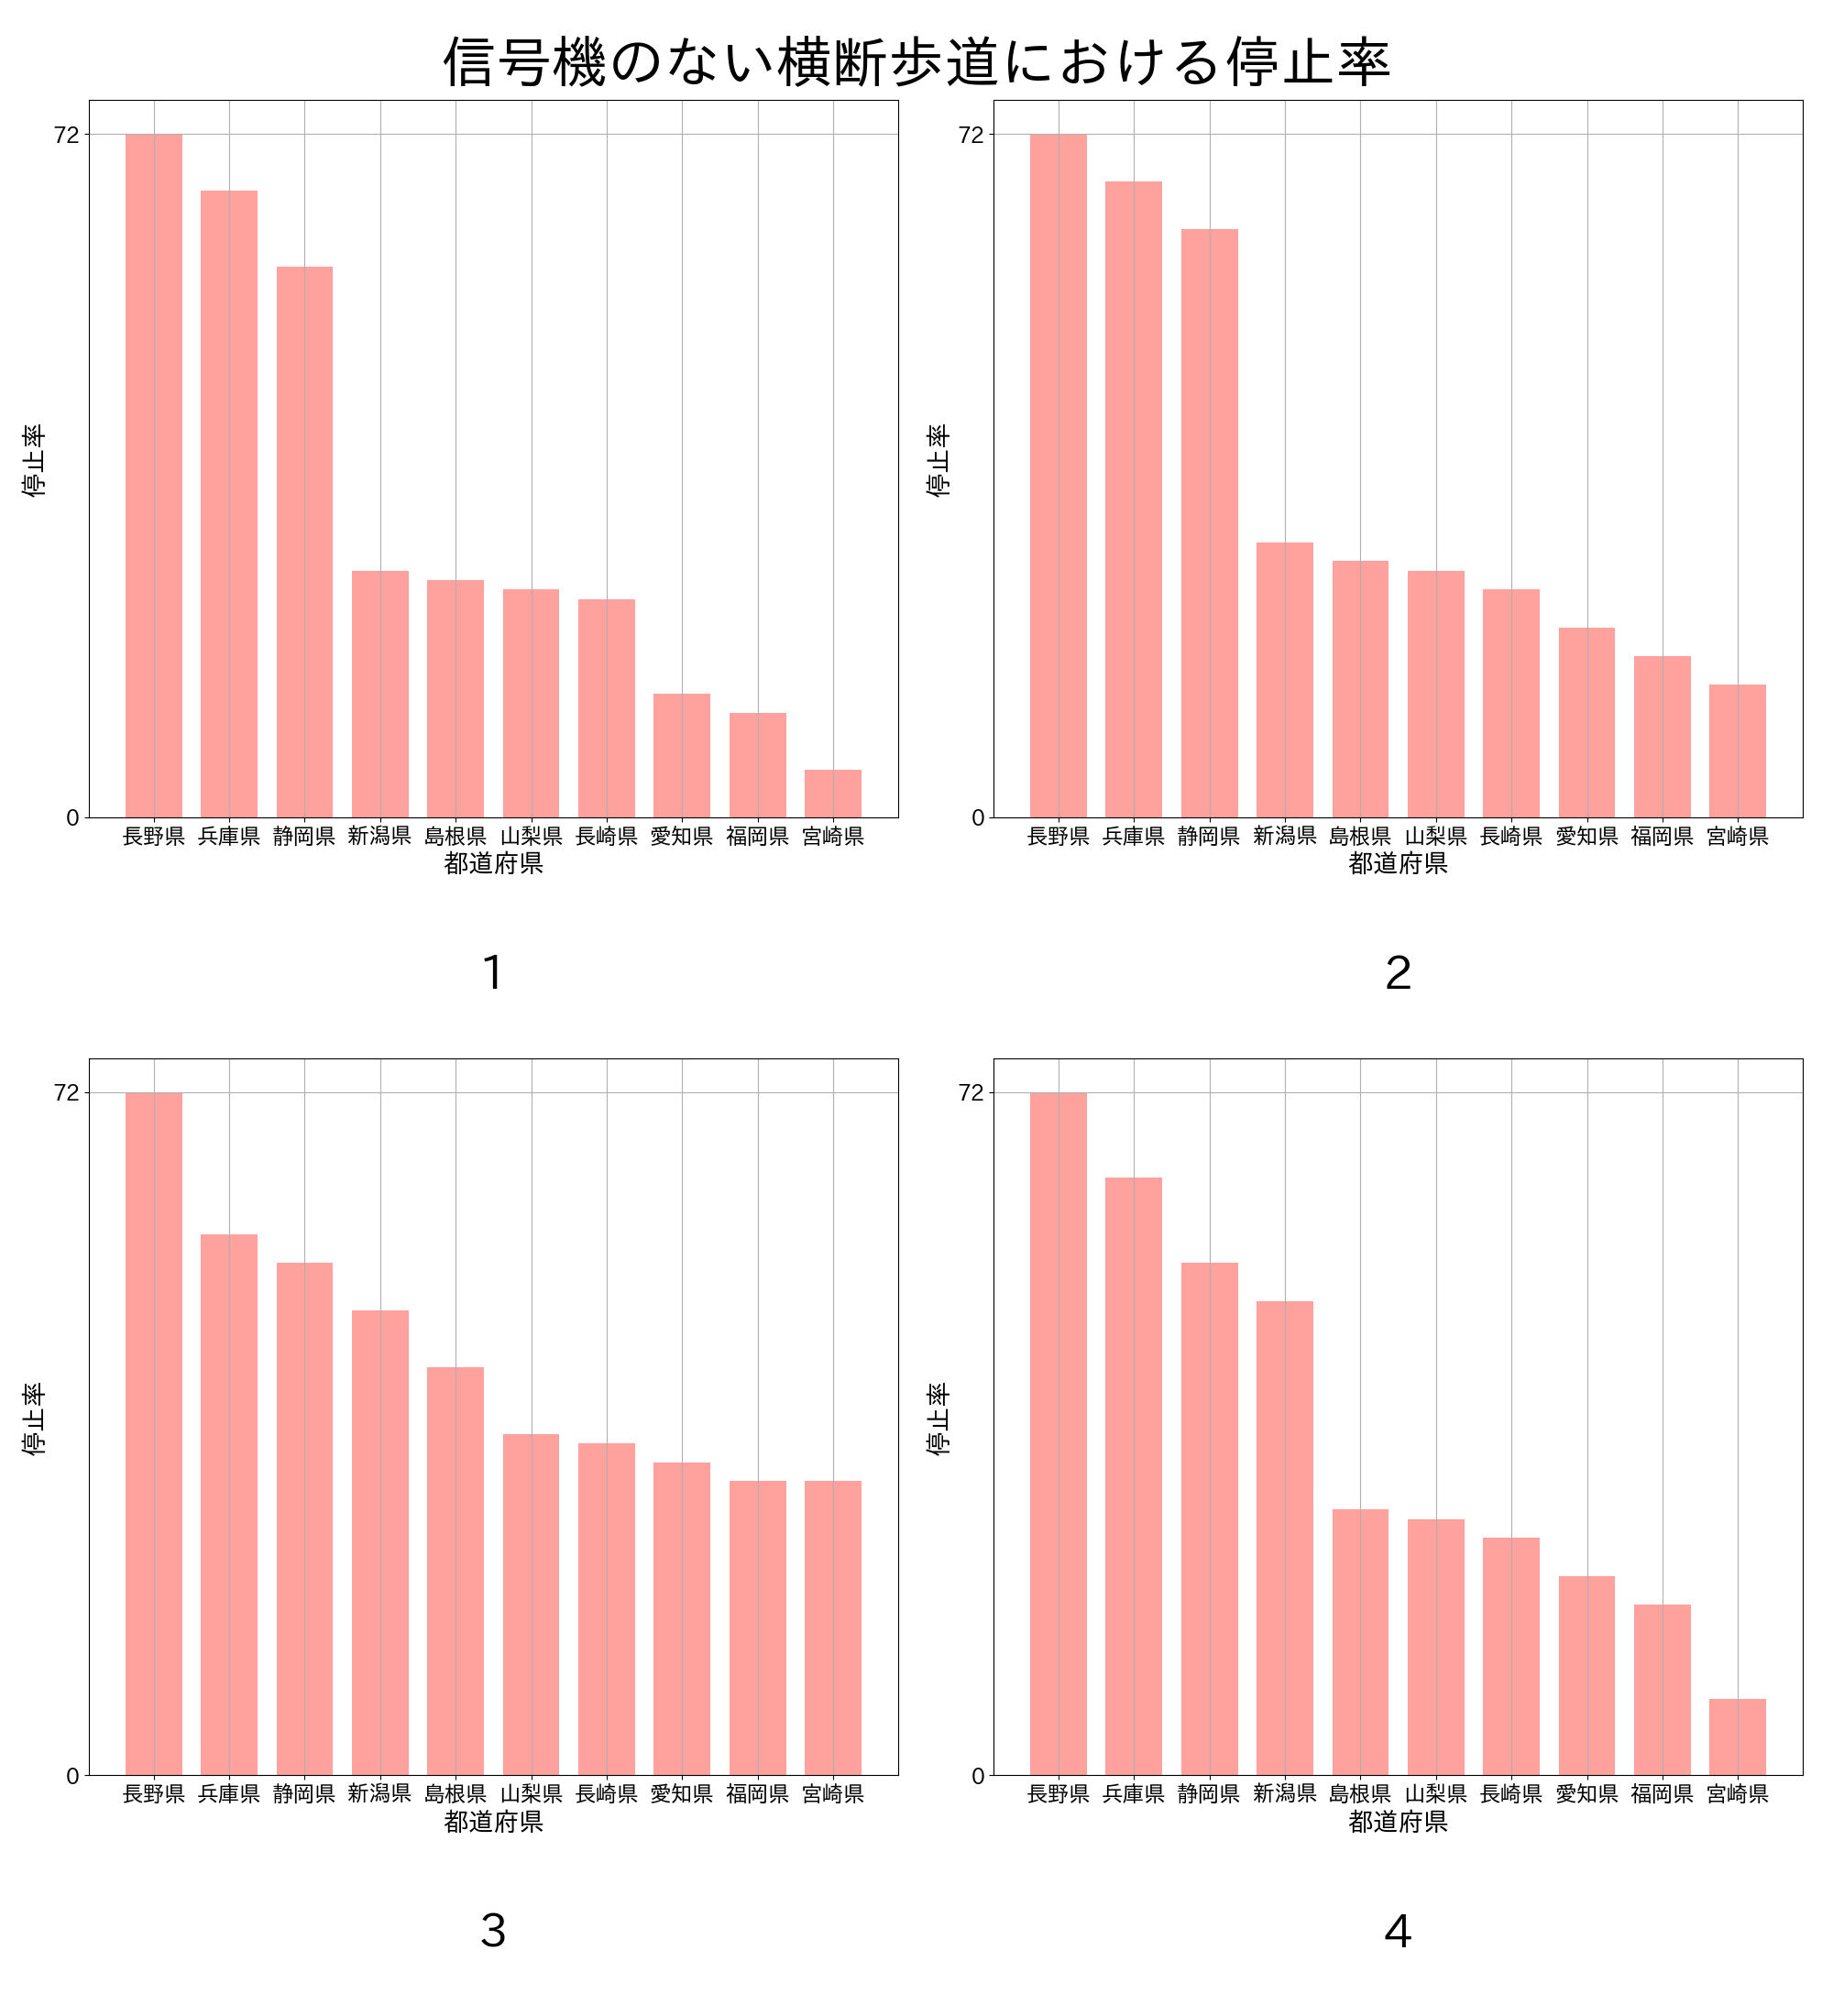 信号機のない横断歩道における停止率
72
0
停止率
長野県 兵庫県 静岡県 新潟県 島根県 山梨県 長崎県 愛知県 福岡県 宮崎県
都道府県
1
72
0
停止率
長野県 兵庫県 静岡県 新潟県 島根県 山梨県 長崎県 愛知県 福岡県 宮崎県
都道府県
2
72
0
停止率
長野県 兵庫県 静岡県 新潟県 島根県 山梨県 長崎県 愛知県 福岡県 宮崎県
都道府県
3
72
0
停止率
長野県 兵庫県 静岡県 新潟県 島根県 山梨県 長崎県 愛知県 福岡県 宮崎県
都道府県
4